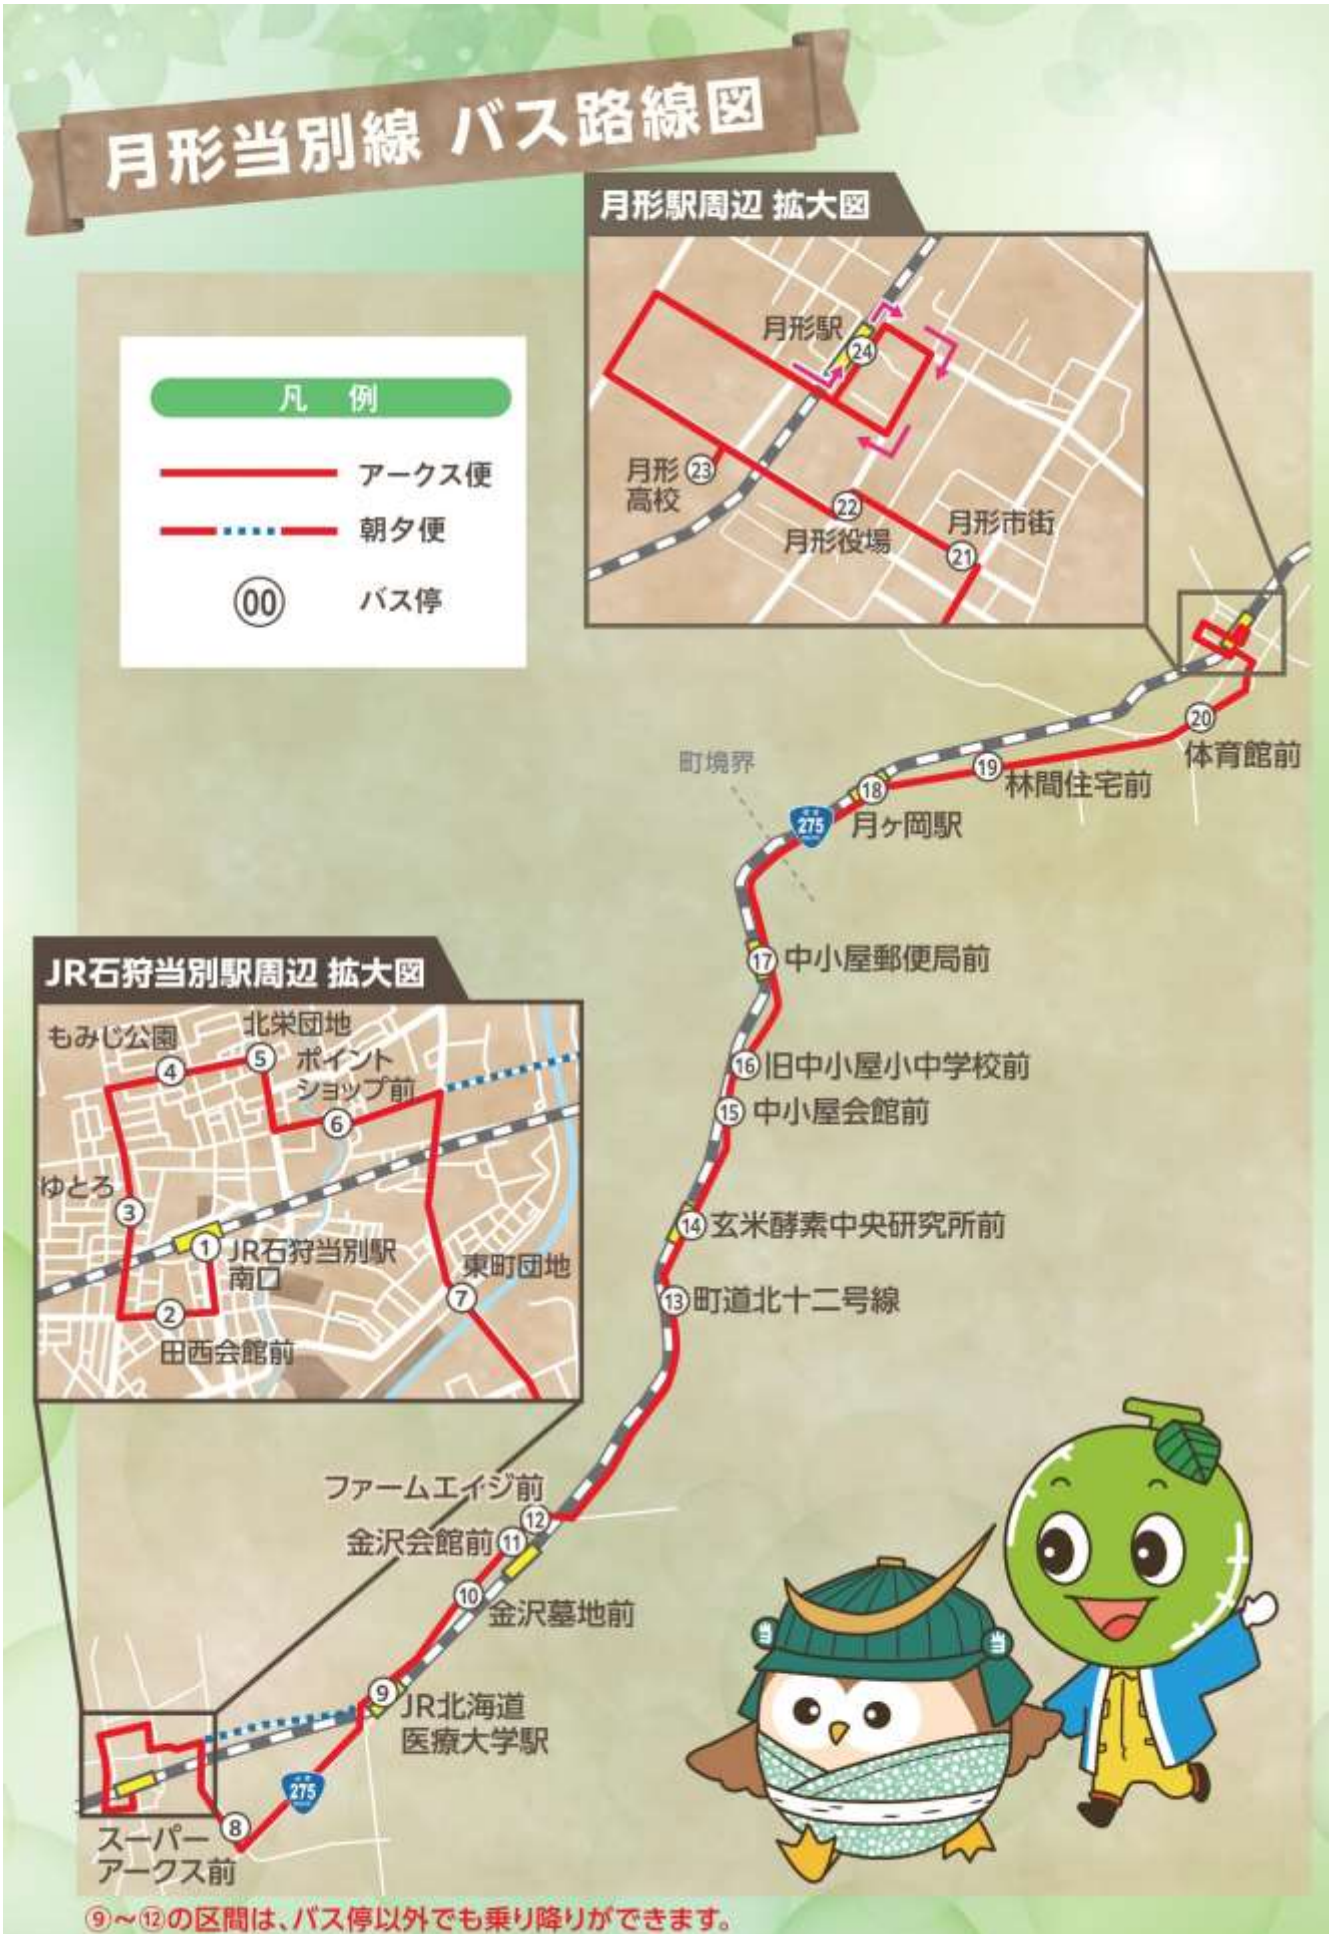 月形当別線 バス路線図
月形駅周辺 拡大図
月形駅
24
月形
高校
23
22
月形役場
月形市街
21
凡 例
アークス便
朝夕便
00
バス停
20
体育館前
19
林間住宅前
18
月ヶ岡駅
町境界
275
17
中小屋郵便局前
16
旧中小屋小中学校前
15
中小屋会館前
14
玄米酵素中央研究所前
13
町道北十二号線
JR石狩当別駅周辺 拡大図
もみじ公園
4
北栄団地
5
ポイント
ショップ前
6
ゆとろ
3
1
JR石狩当別駅
南口
2
田西会館前
東町団地
7
ファームエイジ前
12
金沢会館前
11
10
金沢墓地前
9
JR北海道
医療大学駅
275
8
スーパー
アークス前
⑨～⑫の区間は、バス停以外でも乗り降りができます。